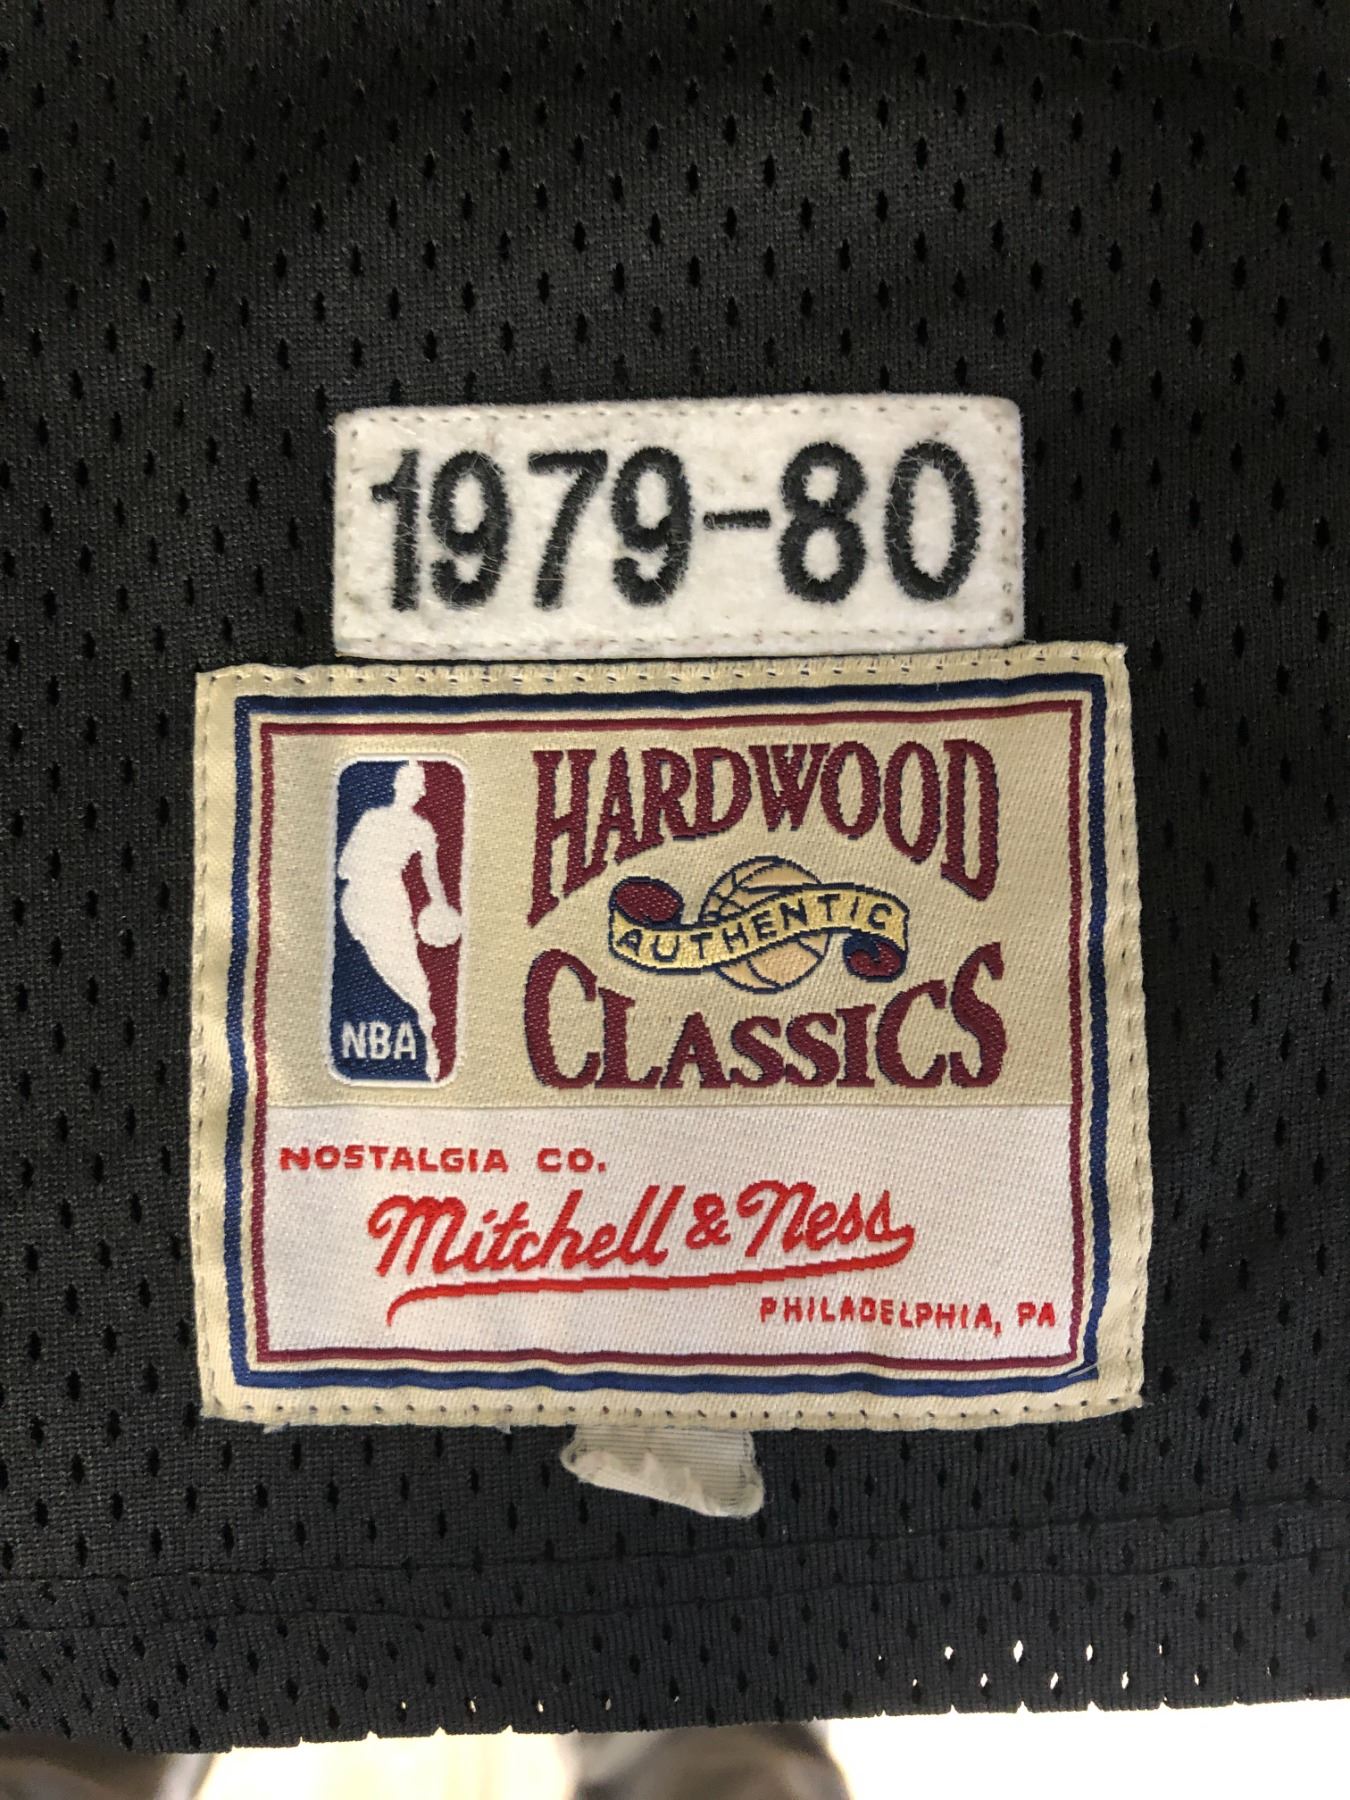 1979-80
HARDWOOD
AUTHENTIC
CLASSICS
NBA
NOSTALGIA CO.
Mitchell & Ness
PHILADELPHIA, PA